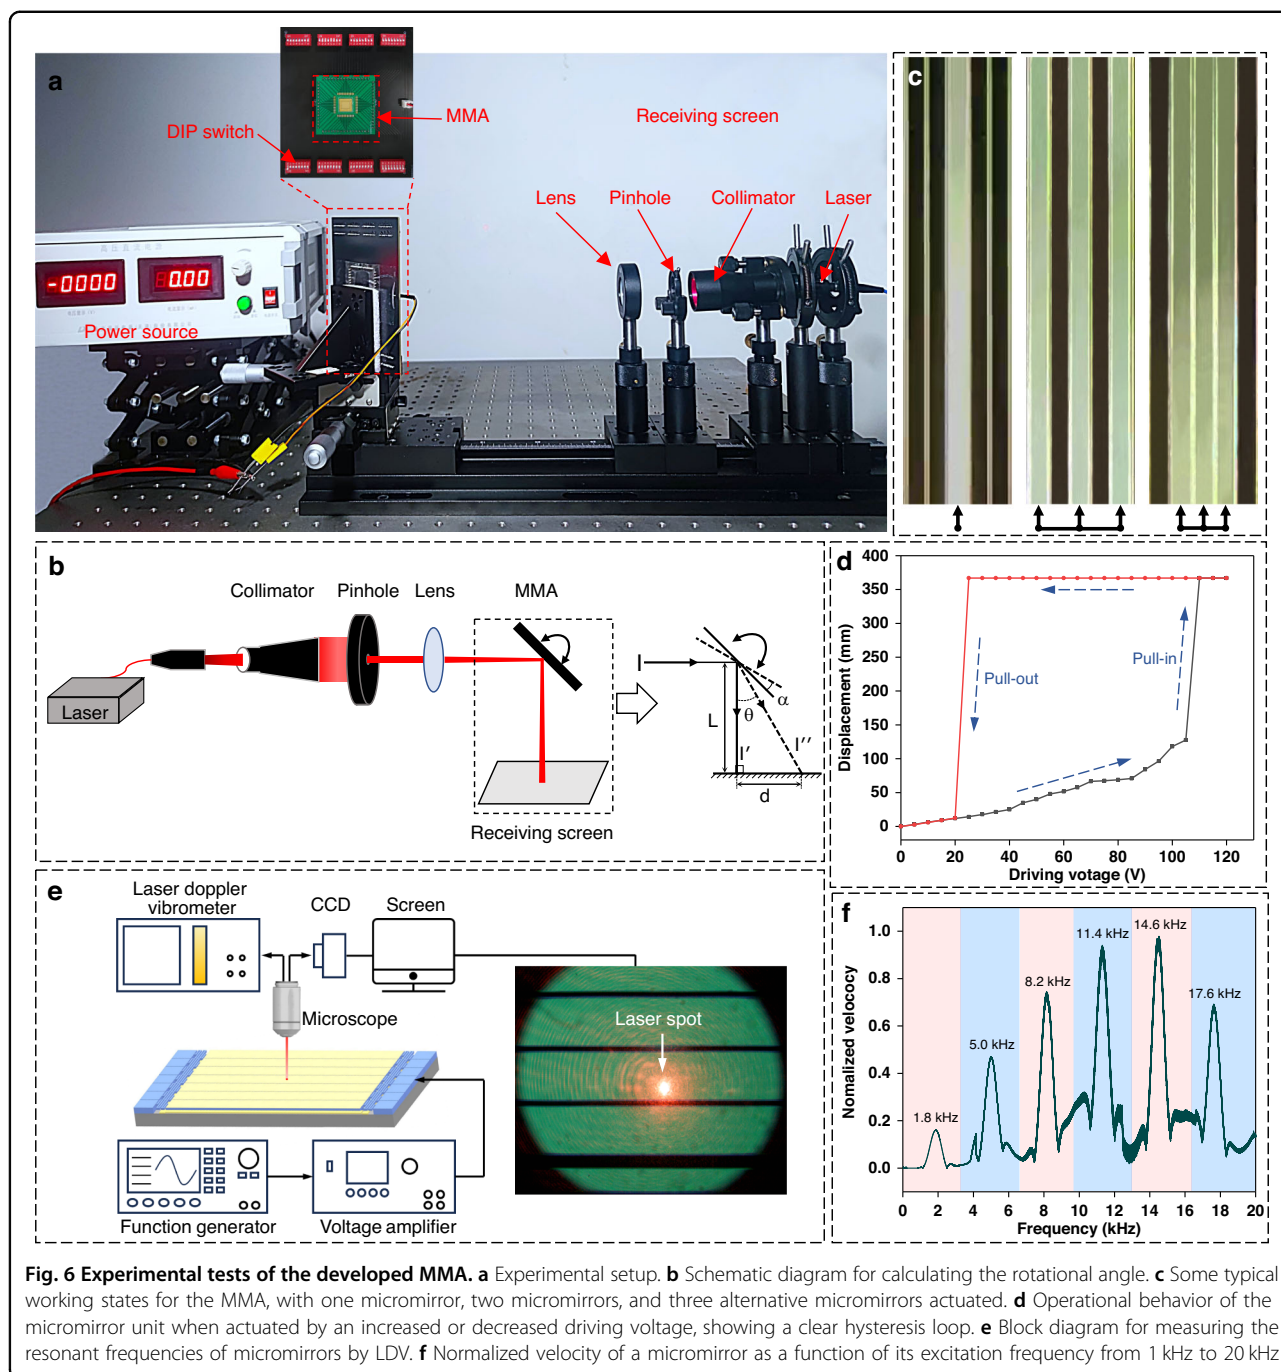 a
DIP switch
MMA
Receiving screen
Lens
Pinhole
Collimator
Laser
-0000
0.00
Power source
b
Collimator
Pinhole
Lens
MMA
Laser
Receiving screen
I
L
θ
α
I'
I''
d
c
d
Displacement (mm)
400
350
300
250
200
150
100
50
0
Pull-out
Pull-in
0 20 40 60 80 100 120
Driving votage (V)
e
Laser doppler
vibrometer
CCD
Screen
Microscope
Laser spot
Function generator
Voltage amplifier
f
Nomalized velococy
1.0
0.8
0.6
0.4
0.2
0.0
1.8 kHz
5.0 kHz
8.2 kHz
11.4 kHz
14.6 kHz
17.6 kHz
0 2 4 6 8 10 12 14 16 18 20
Frequency (kHz)
Fig. 6 Experimental tests of the developed MMA. a Experimental setup. b Schematic diagram for calculating the rotational angle. c Some typical
working states for the MMA, with one micromirror, two micromirrors, and three alternative micromirrors actuated. d Operational behavior of the
micromirror unit when actuated by an increased or decreased driving voltage, showing a clear hysteresis loop. e Block diagram for measuring the
resonant frequencies of micromirrors by LDV. f Normalized velocity of a micromirror as a function of its excitation frequency from 1 kHz to 20 kHz